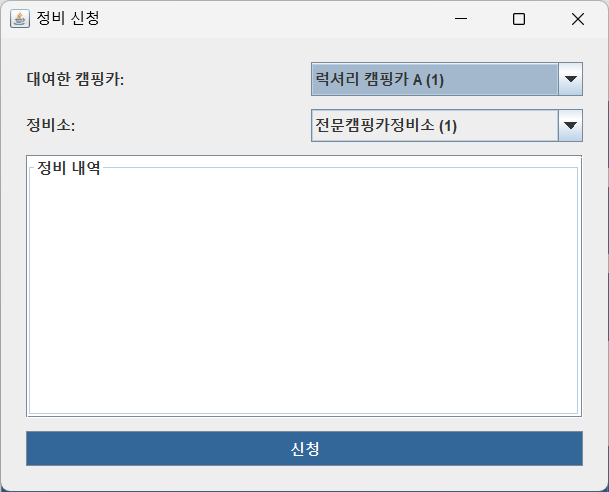 정비 신청
대여한 캠핑카: 럭셔리 캠핑카 A (1)
정비소: 전문캠핑카정비소 (1)
정비 내역
신청